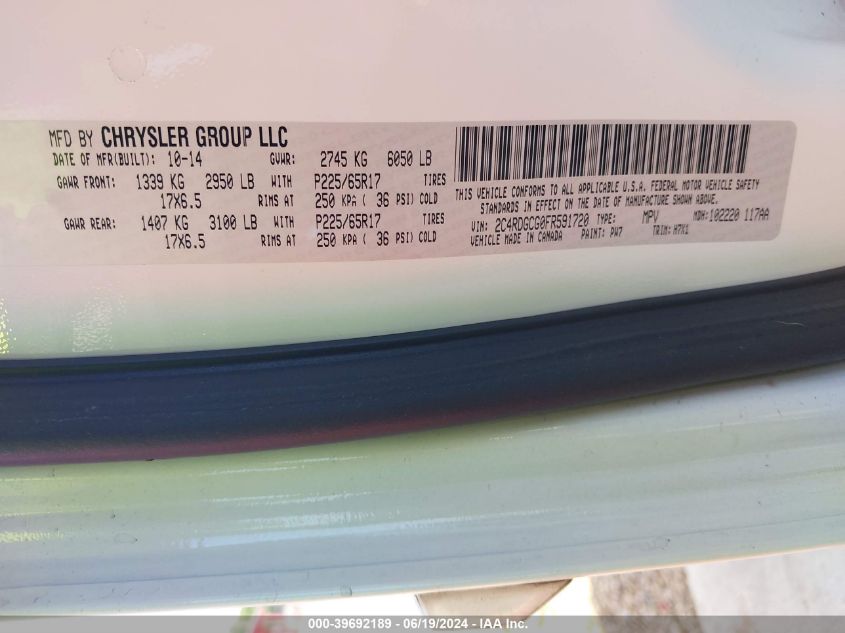 MFD BY CHRYSLER GROUP LLC
DATE OF MFR(BUILT): 10-14 GVWR: 2745 KG 6050 LB
GAWR FRONT: 1339 KG 2950 LB WITH P225/65R17 TIRES
17X6.5 RIMS AT 250 KPA ( 36 PSI) COLD
GAWR REAR: 1407 KG 3100 LB WITH P225/65R17 TIRES
17X6.5 RIMS AT 250 KPA ( 36 PSI) COLD
THIS VEHICLE CONFORMS TO ALL APPLICABLE U.S.A. FEDERAL MOTOR VEHICLE SAFETY
STANDARDS IN EFFECT ON THE DATE OF MANUFACTURE SHOWN ABOVE.
VIN: 2C4RDGCG0FR591720 TYPE: MPV MDH: 102220 117AA
VEHICLE MADE IN CANADA PAINT: PW7 TRIM: H7X1
000-39692189 - 06/19/2024 - IAA Inc.